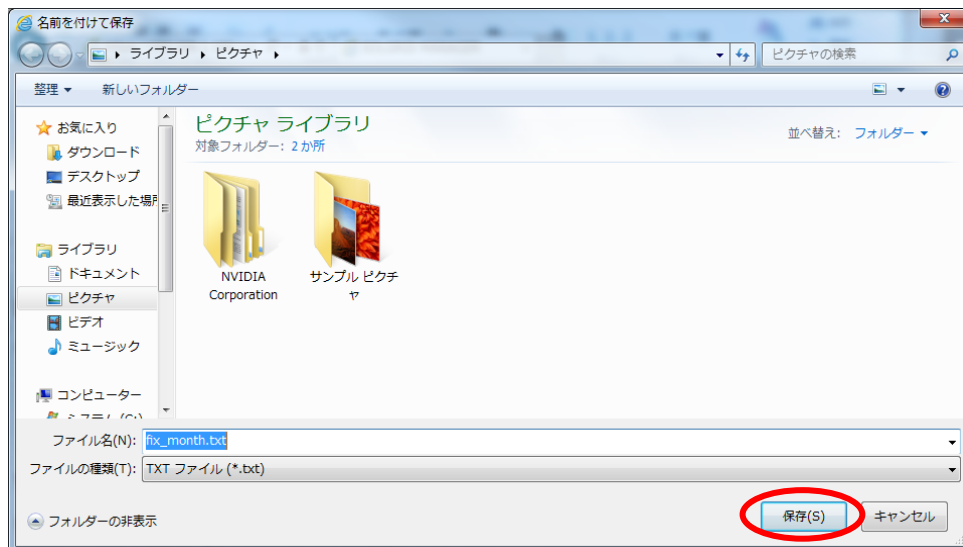 名前を付けて保存
ライブラリ ピクチャ
ピクチャの検索
整理
新しいフォルダー
お気に入り
ダウンロード
デスクトップ
最近表示した場所
ライブラリ
ドキュメント
ピクチャ
ビデオ
ミュージック
コンピューター
ピクチャ ライブラリ
対象フォルダー: 2 か所
並べ替え: フォルダー
NVIDIA
Corporation
サンプル ピクチ
ャ
ファイル名(N): fix_month.txt
ファイルの種類(T): TXT ファイル (*.txt)
フォルダーの非表示
保存(S)
キャンセル